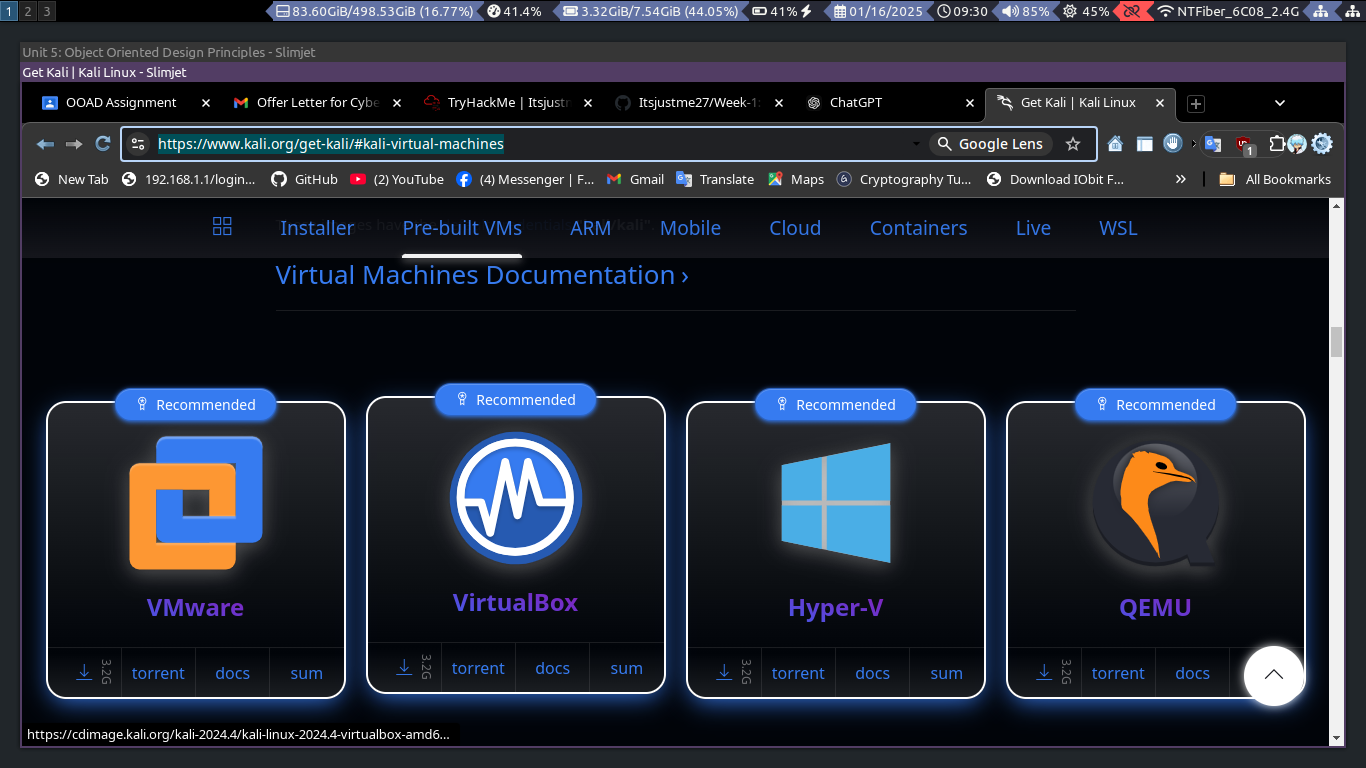 1 2 3 83.60GiB/498.53GiB (16.77%) 41.4% 3.32GiB/7.54GiB (44.05%) 41% 01/16/2025 09:30 85% 45% NTFiber_6C08_2.4G
Unit 5: Object Oriented Design Principles - Slimjet
Get Kali | Kali Linux - Slimjet
OOAD Assignment Offer Letter for Cybe TryHackMe | Itsjustm Itsjustme27/Week-1: ChatGPT Get Kali | Kali Linux
https://www.kali.org/get-kali/#kali-virtual-machines Google Lens
1
New Tab 192.168.1.1/login... GitHub (2) YouTube (4) Messenger | F... Gmail Translate Maps Cryptography Tu... Download IObit F... » All Bookmarks
Installer Pre-built VMs ARM Mobile Cloud Containers Live WSL
Virtual Machines Documentation ›
Recommended Recommended Recommended Recommended
VMware VirtualBox Hyper-V QEMU
3.2G torrent docs sum 3.2G torrent docs sum 3.2G torrent docs sum 3.2G torrent docs
https://cdimage.kali.org/kali-2024.4/kali-linux-2024.4-virtualbox-amd6...